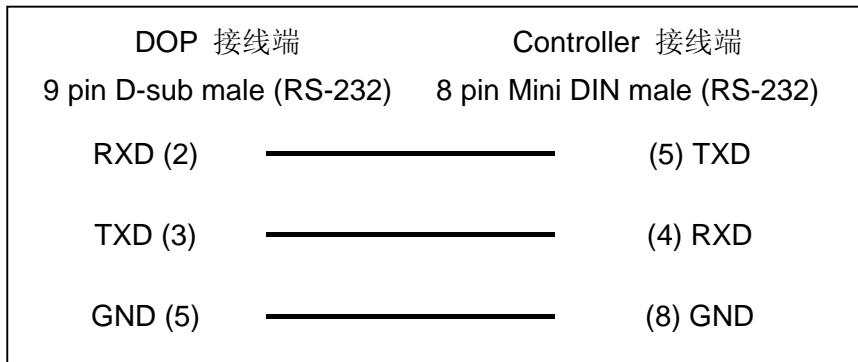 DOP 接线端 Controller 接线端
9 pin D-sub male (RS-232) 8 pin Mini DIN male (RS-232)
RXD (2) (5) TXD
TXD (3) (4) RXD
GND (5) (8) GND